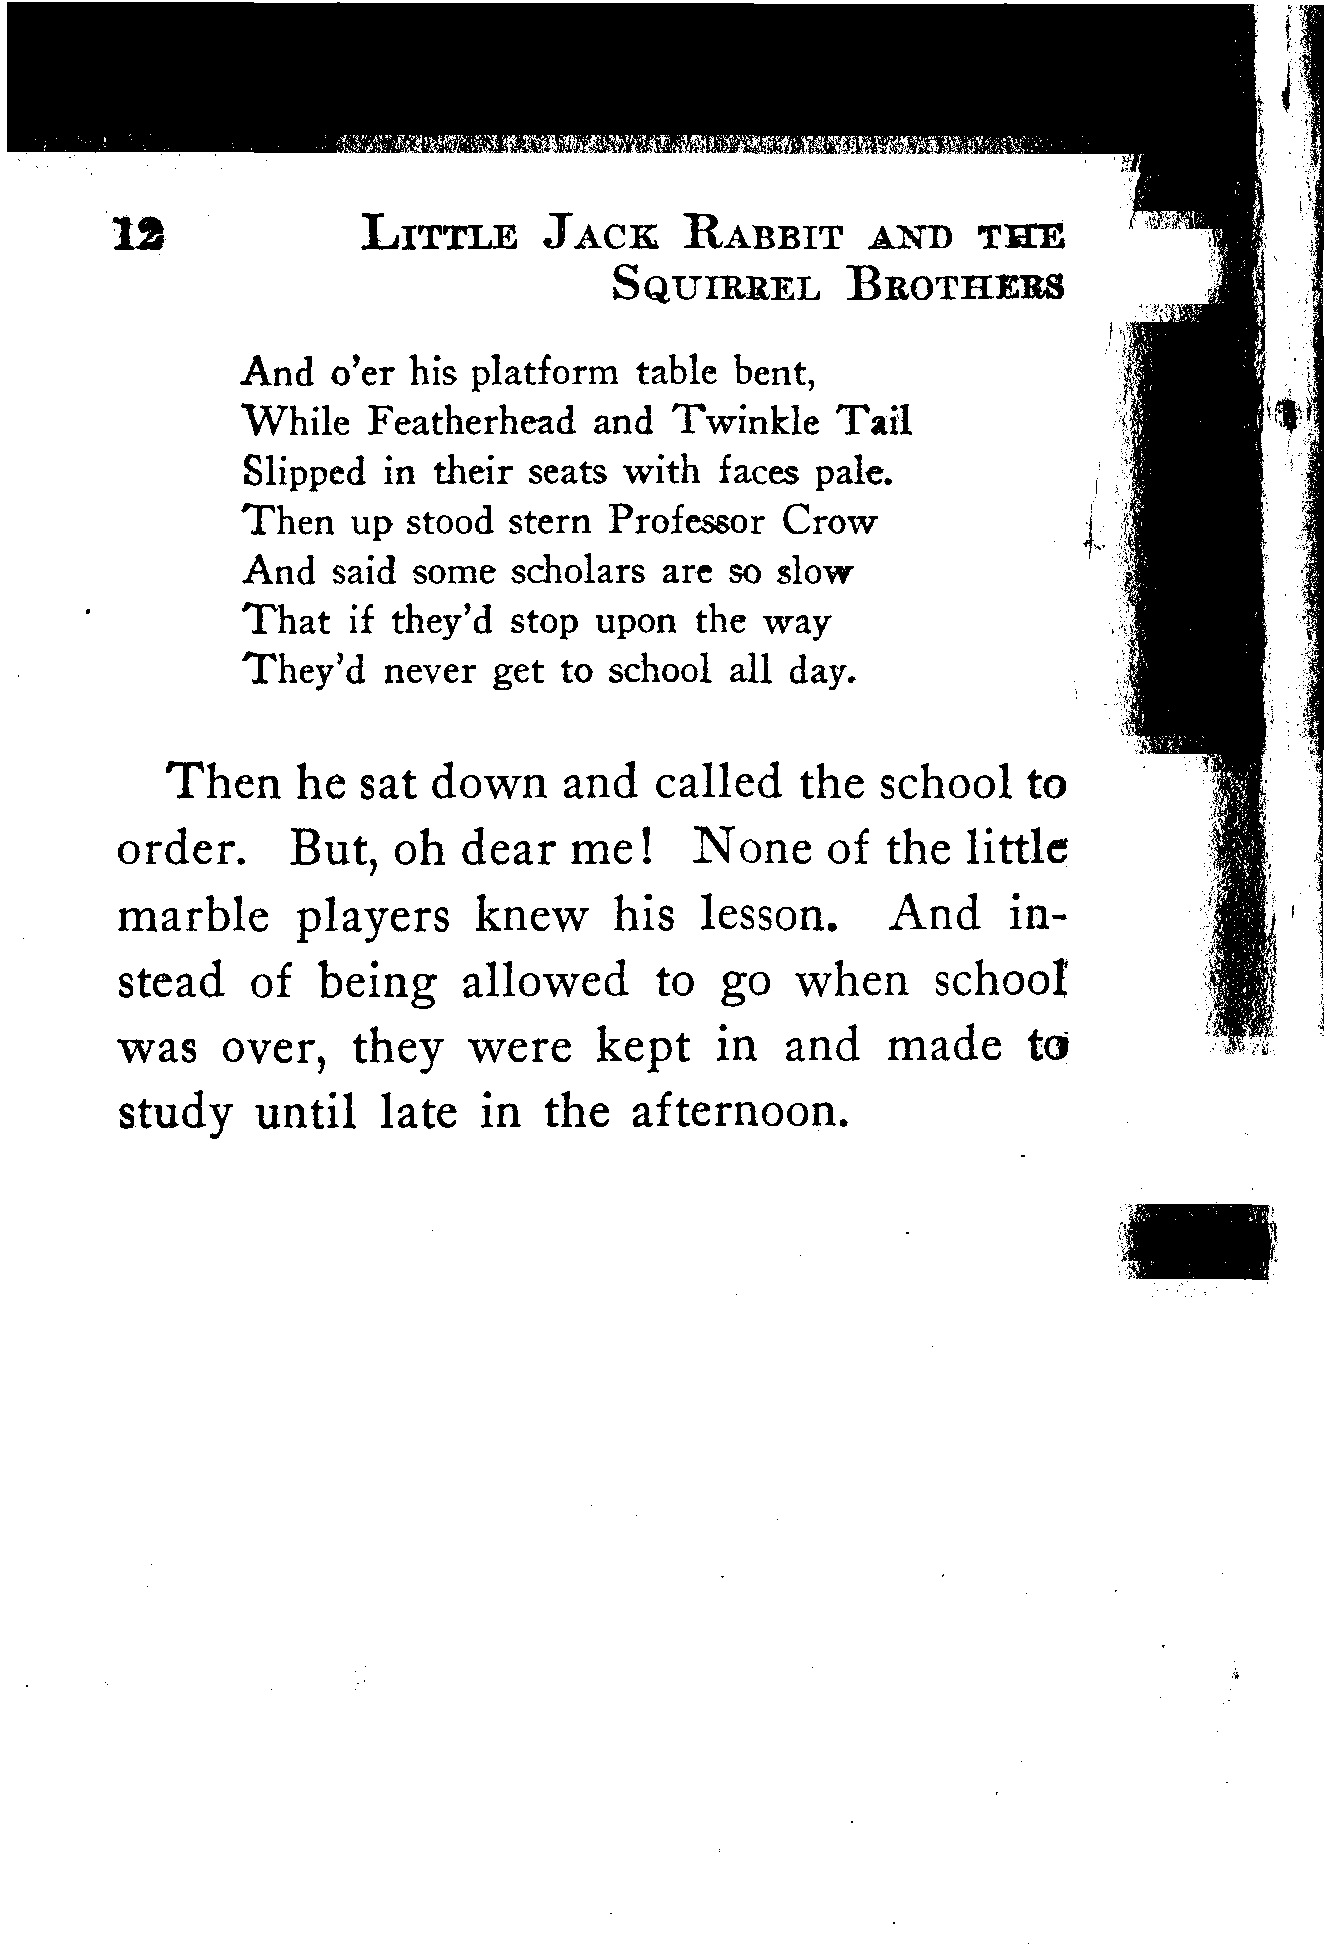 12 LITTLE JACK RABBIT AND THE
SQUIRREL BROTHERS
And o'er his platform table bent,
While Featherhead and Twinkle Tail
Slipped in their seats with faces pale.
Then up stood stern Professor Crow
And said some scholars are so slow
That if they'd stop upon the way
They'd never get to school all day.
Then he sat down and called the school to
order. But, oh dear me! None of the little
marble players knew his lesson. And in-
stead of being allowed to go when school
was over, they were kept in and made to
study until late in the afternoon.